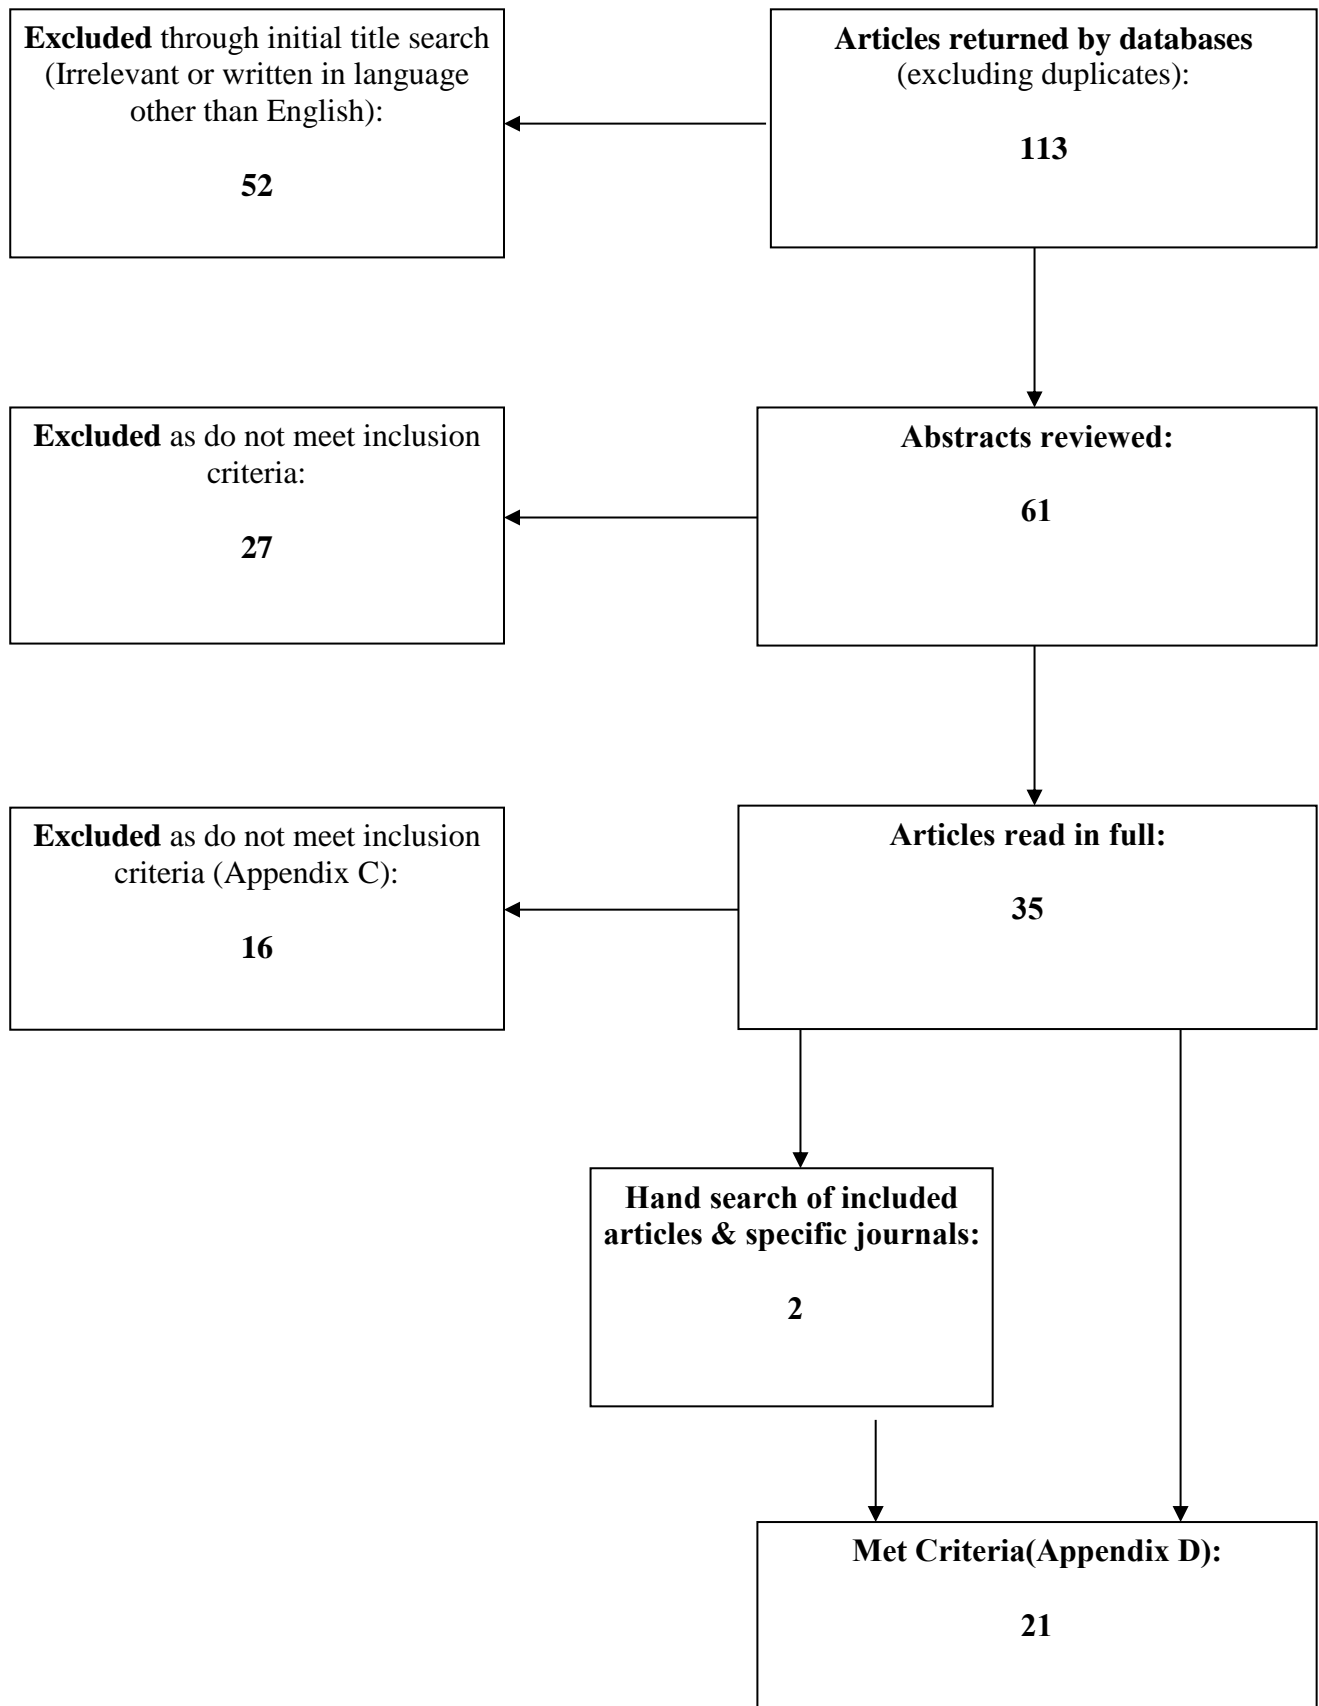 Excluded through initial title search
(Irrelevant or written in language
other than English):
52
Articles returned by databases
(excluding duplicates):
113
Excluded as do not meet inclusion
criteria:
27
Abstracts reviewed:
61
Excluded as do not meet inclusion
criteria (Appendix C):
16
Articles read in full:
35
Hand search of included
articles & specific journals:
2
Met Criteria(Appendix D):
21